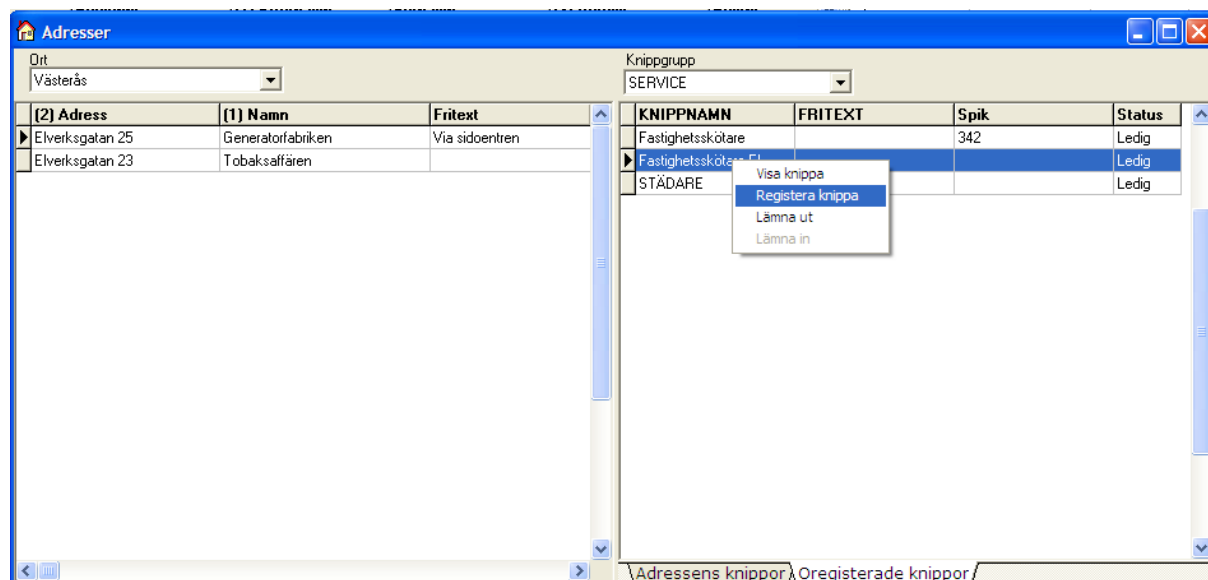 Adresser
Ort
Västerås
Knippgrupp
SERVICE
(2) Adress (1) Namn Fritext
Elverksgatan 25 Generatorfabriken Via sidoentren
Elverksgatan 23 Tobaksaffären
KNIPPNAMN FRITEXT Spik Status
Fastighetsskötare 342 Ledig
Fastighetsskötare Ledig
STÄDARE Ledig
Visa knippa
Registera knippa
Lämna ut
Lämna in
Adressens knippor Oregisterade knippor